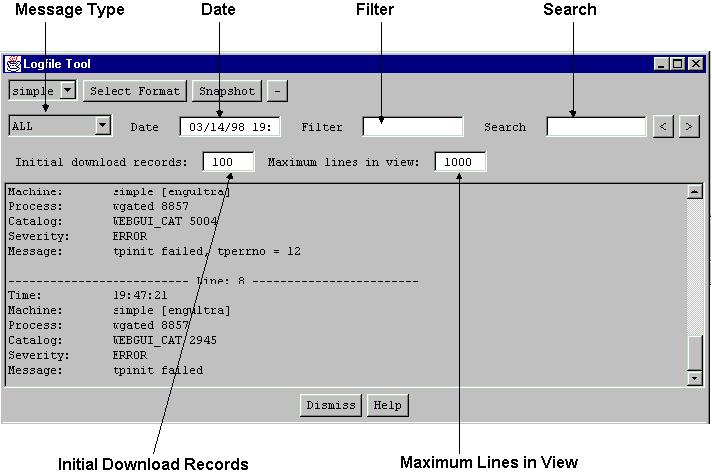 Message Type Date Filter Search
Logfile Tool
simple Select Format Snapshot -
ALL Date 03/14/98 19: Filter Search < >
Initial download records: 100 Maximum lines in view: 1000
Machine: simple [engultra]
Process: wgated 8857
Catalog: WEBGUI_CAT 5004
Severity: ERROR
Message: tpinit failed, tperrno = 12
-------------------------- Line: 8 ------------------------
Time: 19:47:21
Machine: simple [engultra]
Process: wgated 8857
Catalog: WEBGUI_CAT 2945
Severity: ERROR
Message: tpinit failed
Dismiss Help
Initial Download Records Maximum Lines in View